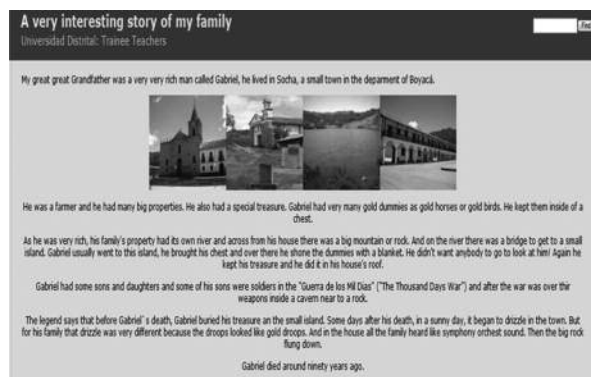 A very interesting story of my family
Universidad Distrital: Trainee Teachers
Find
My great great Grandfather was a very very rich man called Gabriel, he lived in Socha, a small town in the deparment of Boyacá.
He was a farmer and he had many big properties. He also had a special treasure. Gabriel had very many gold dummies as gold horses or gold birds. He kept them inside of a
chest.
As he was very rich, his family's property had its own river and across from his house there was a big mountain or rock. And on the river there was a bridge to get to a small
island. Gabriel usually went to this island, he brought his chest and over there he shone the dummies with a blanket. He didn't want anybody to go to look at him! Again he
kept his treasure and he did it in his house's roof.
Gabriel had some sons and daughters and some of his sons were soldiers in the "Guerra de los Mil Dias" ("The Thousand Days War") and after the war was over thir
weapons inside a cavern near to a rock.
The legend says that before Gabriel´s death, Gabriel buried his treasure an the small island. Some days after his death, in a sunny day, it began to drizzle in the town. But
for his family that drizzle was very different because the droops looked like gold droops. And in the house all the family heard like symphony orchest sound. Then the big rock
flung down.
Gabriel died around ninety years ago.